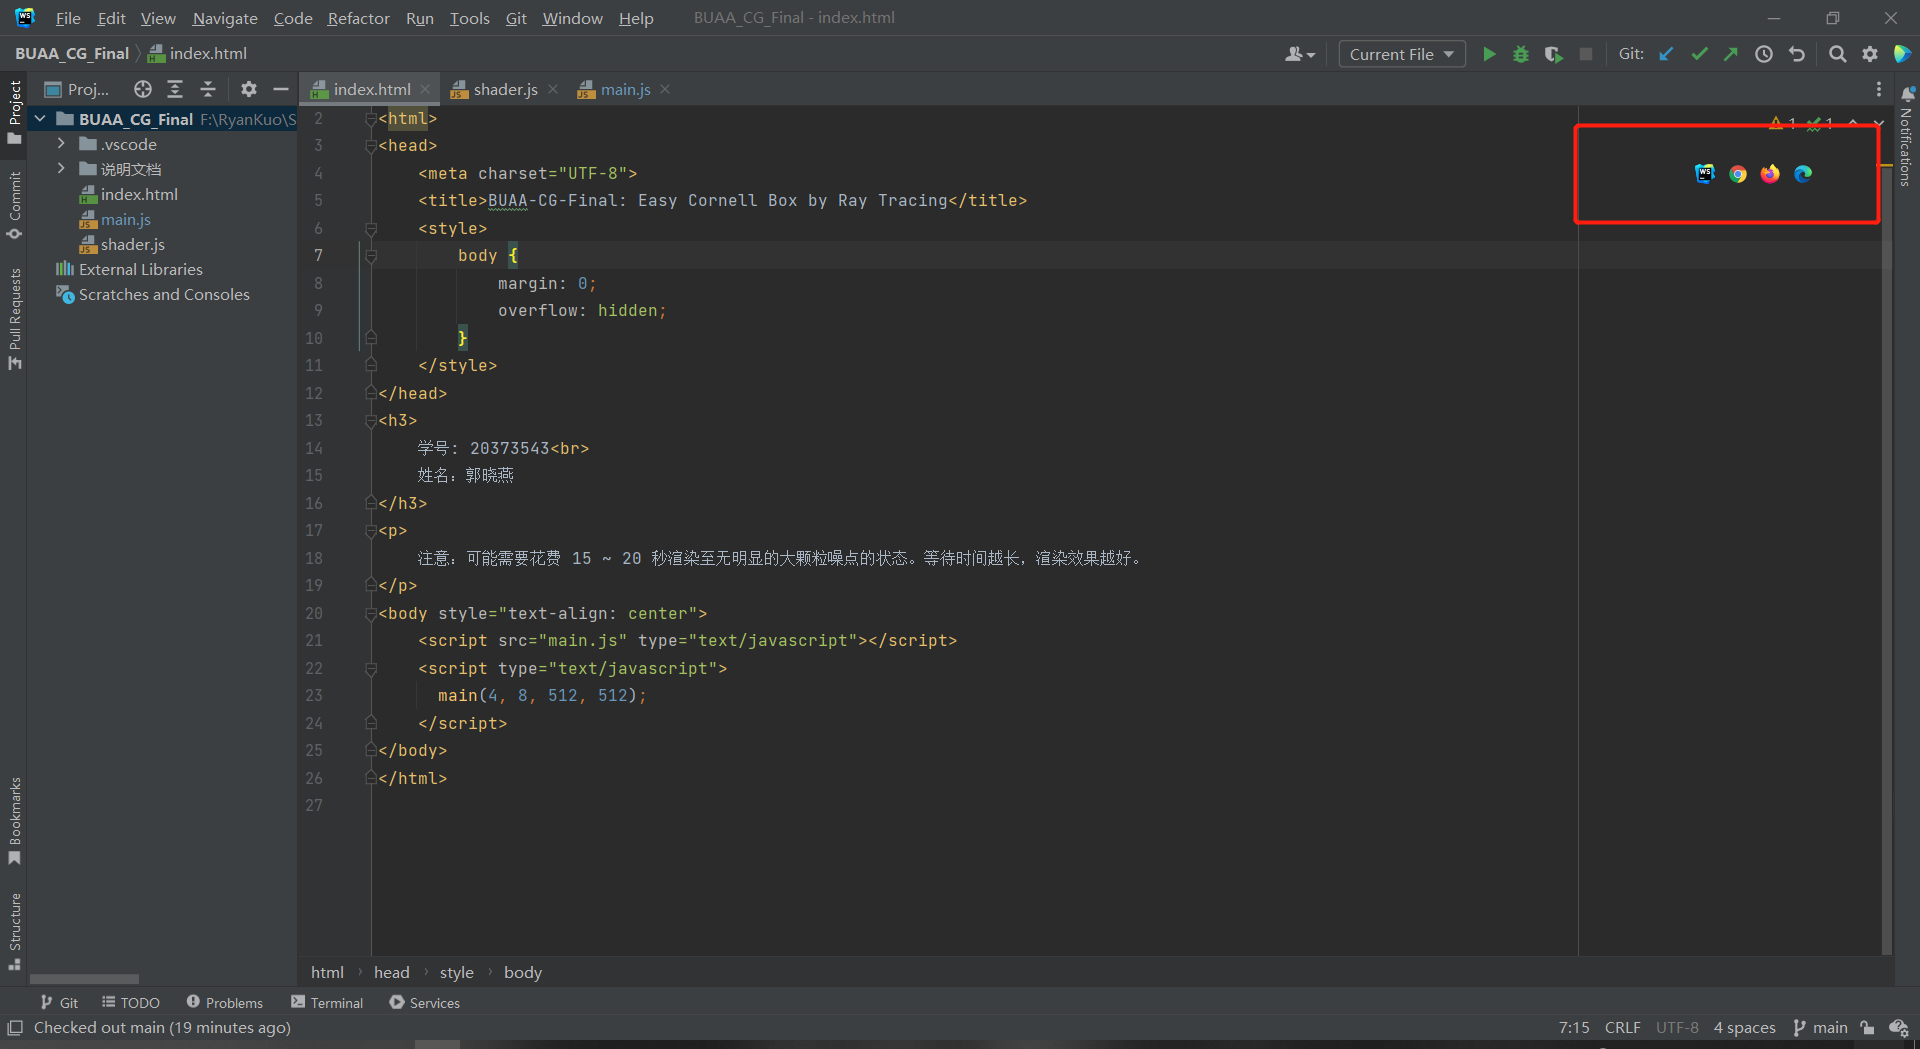 File Edit View Navigate Code Refactor Run Tools Git Window Help BUAA_CG_Final - index.html
BUAA_CG_Final index.html Current File Git:
Project
Commit
Pull Requests
Bookmarks
Structure
Proj...
BUAA_CG_Final F:\RyanKuo\S
.vscode
说明文档
index.html
main.js
shader.js
External Libraries
Scratches and Consoles
index.html shader.js main.js
1 1
Notifications
2 <html>
3 <head>
4 <meta charset="UTF-8">
5 <title>BUAA-CG-Final: Easy Cornell Box by Ray Tracing</title>
6 <style>
7 body {
8 margin: 0;
9 overflow: hidden;
10 }
11 </style>
12 </head>
13 <h3>
14 学号: 20373543<br>
15 姓名：郭晓燕
16 </h3>
17 <p>
18 注意：可能需要花费 15 ~ 20 秒渲染至无明显的大颗粒噪点的状态。等待时间越长，渲染效果越好。
19 </p>
20 <body style="text-align: center">
21 <script src="main.js" type="text/javascript"></script>
22 <script type="text/javascript">
23 main(4, 8, 512, 512);
24 </script>
25 </body>
26 </html>
27
html › head › style › body
Git TODO Problems Terminal Services
Checked out main (19 minutes ago) 7:15 CRLF UTF-8 4 spaces main